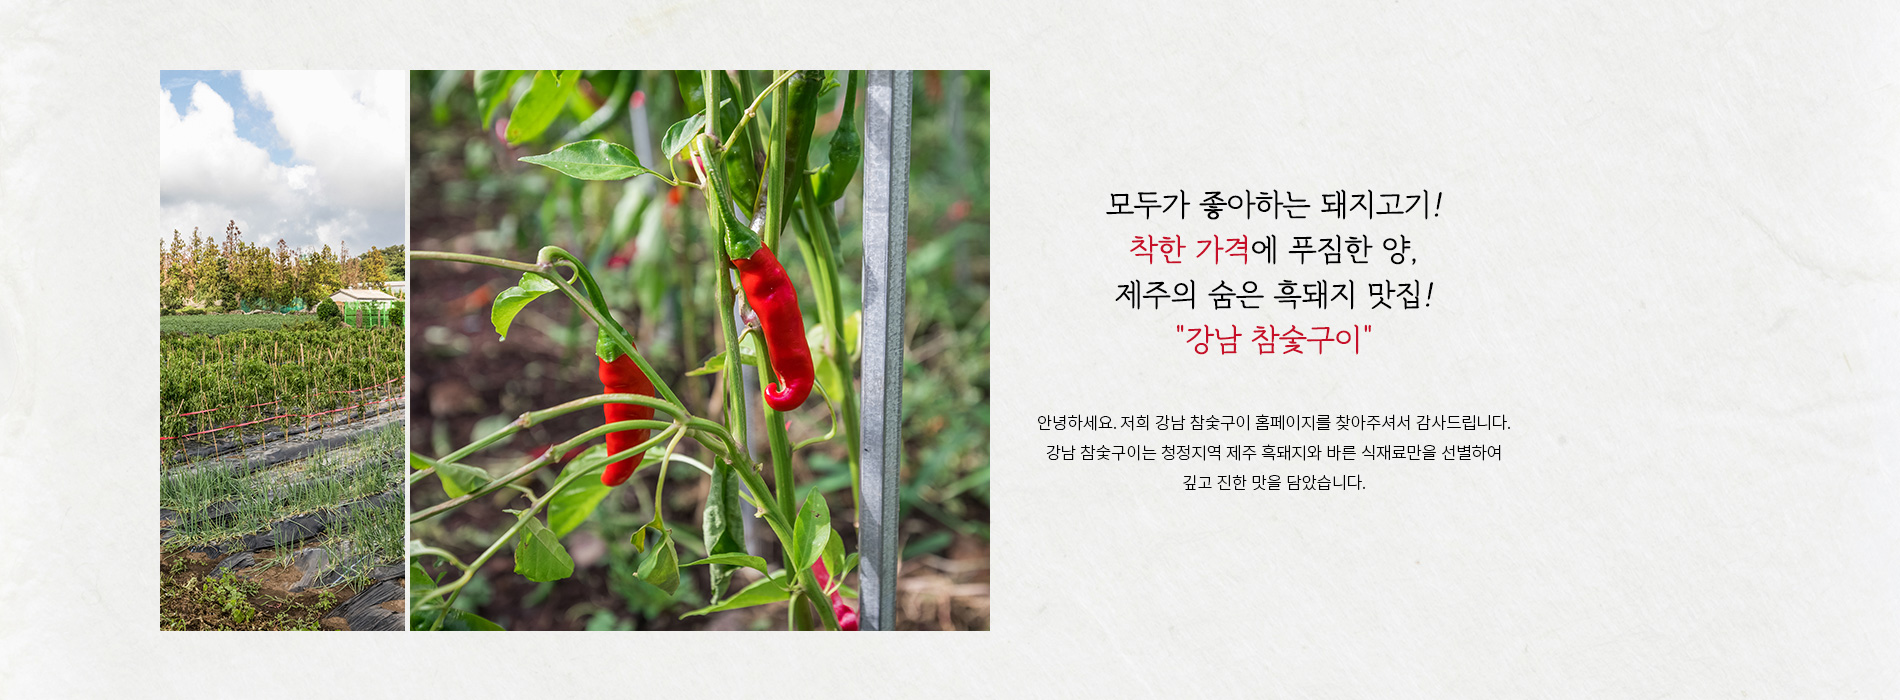 모두가 좋아하는 돼지고기!
착한 가격에 푸짐한 양,
제주의 숨은 흑돼지 맛집!
"강남 참숯구이"
안녕하세요. 저희 강남 참숯구이 홈페이지를 찾아주셔서 감사드립니다.
강남 참숯구이는 청정지역 제주 흑돼지와 바른 식재료만을 선별하여
깊고 진한 맛을 담았습니다.